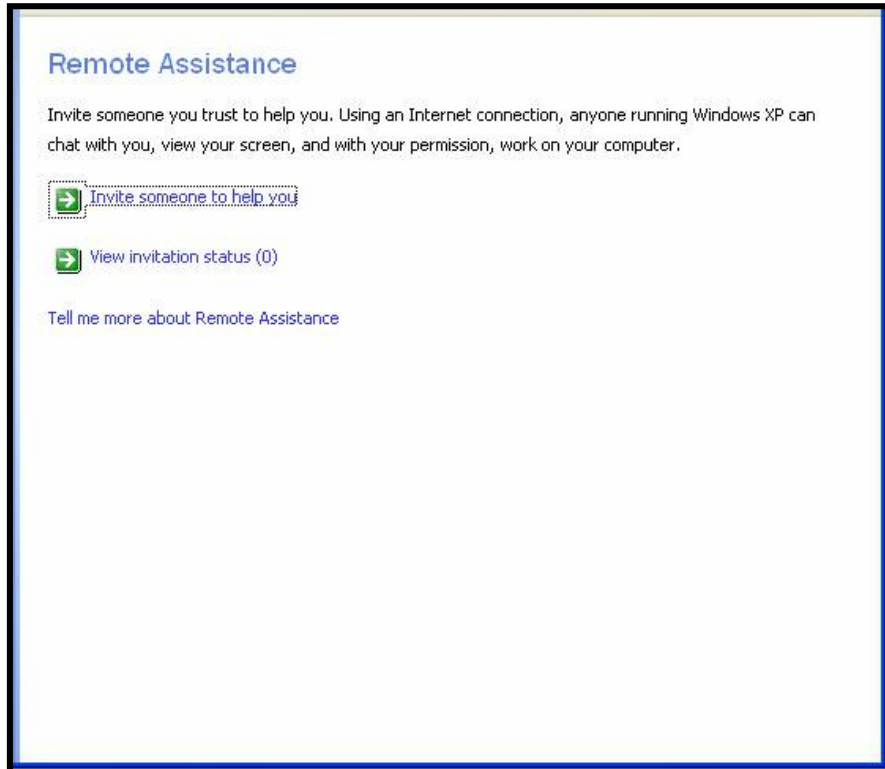 Remote Assistance
Invite someone you trust to help you. Using an Internet connection, anyone running Windows XP can
chat with you, view your screen, and with your permission, work on your computer.
Invite someone to help you
View invitation status (0)
Tell me more about Remote Assistance